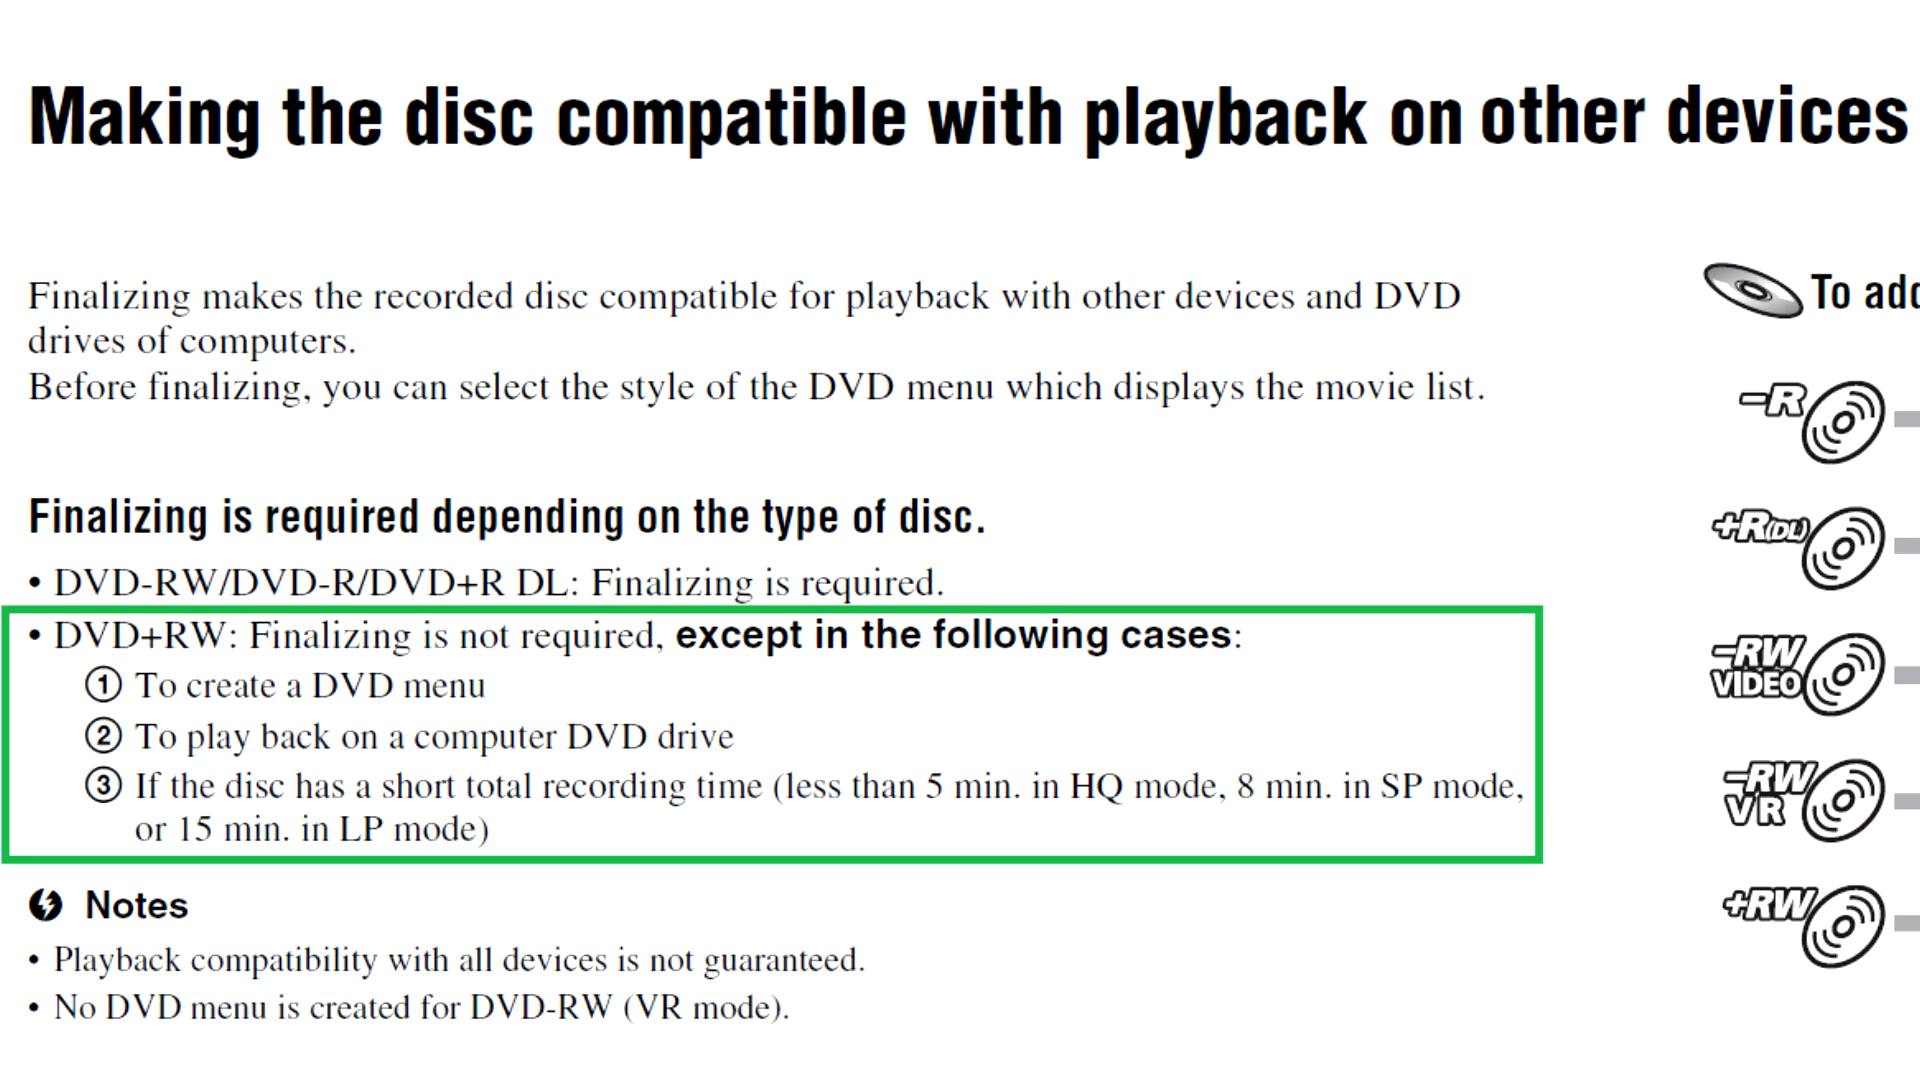 Making the disc compatible with playback on other devices
Finalizing makes the recorded disc compatible for playback with other devices and DVD
drives of computers.
Before finalizing, you can select the style of the DVD menu which displays the movie list.
Finalizing is required depending on the type of disc.
• DVD-RW/DVD-R/DVD+R DL: Finalizing is required.
• DVD+RW: Finalizing is not required, except in the following cases:
① To create a DVD menu
② To play back on a computer DVD drive
③ If the disc has a short total recording time (less than 5 min. in HQ mode, 8 min. in SP mode,
or 15 min. in LP mode)
Notes
• Playback compatibility with all devices is not guaranteed.
• No DVD menu is created for DVD-RW (VR mode).
To
-R
+R(DL)
-RW
VIDEO
-RW
VR
+RW